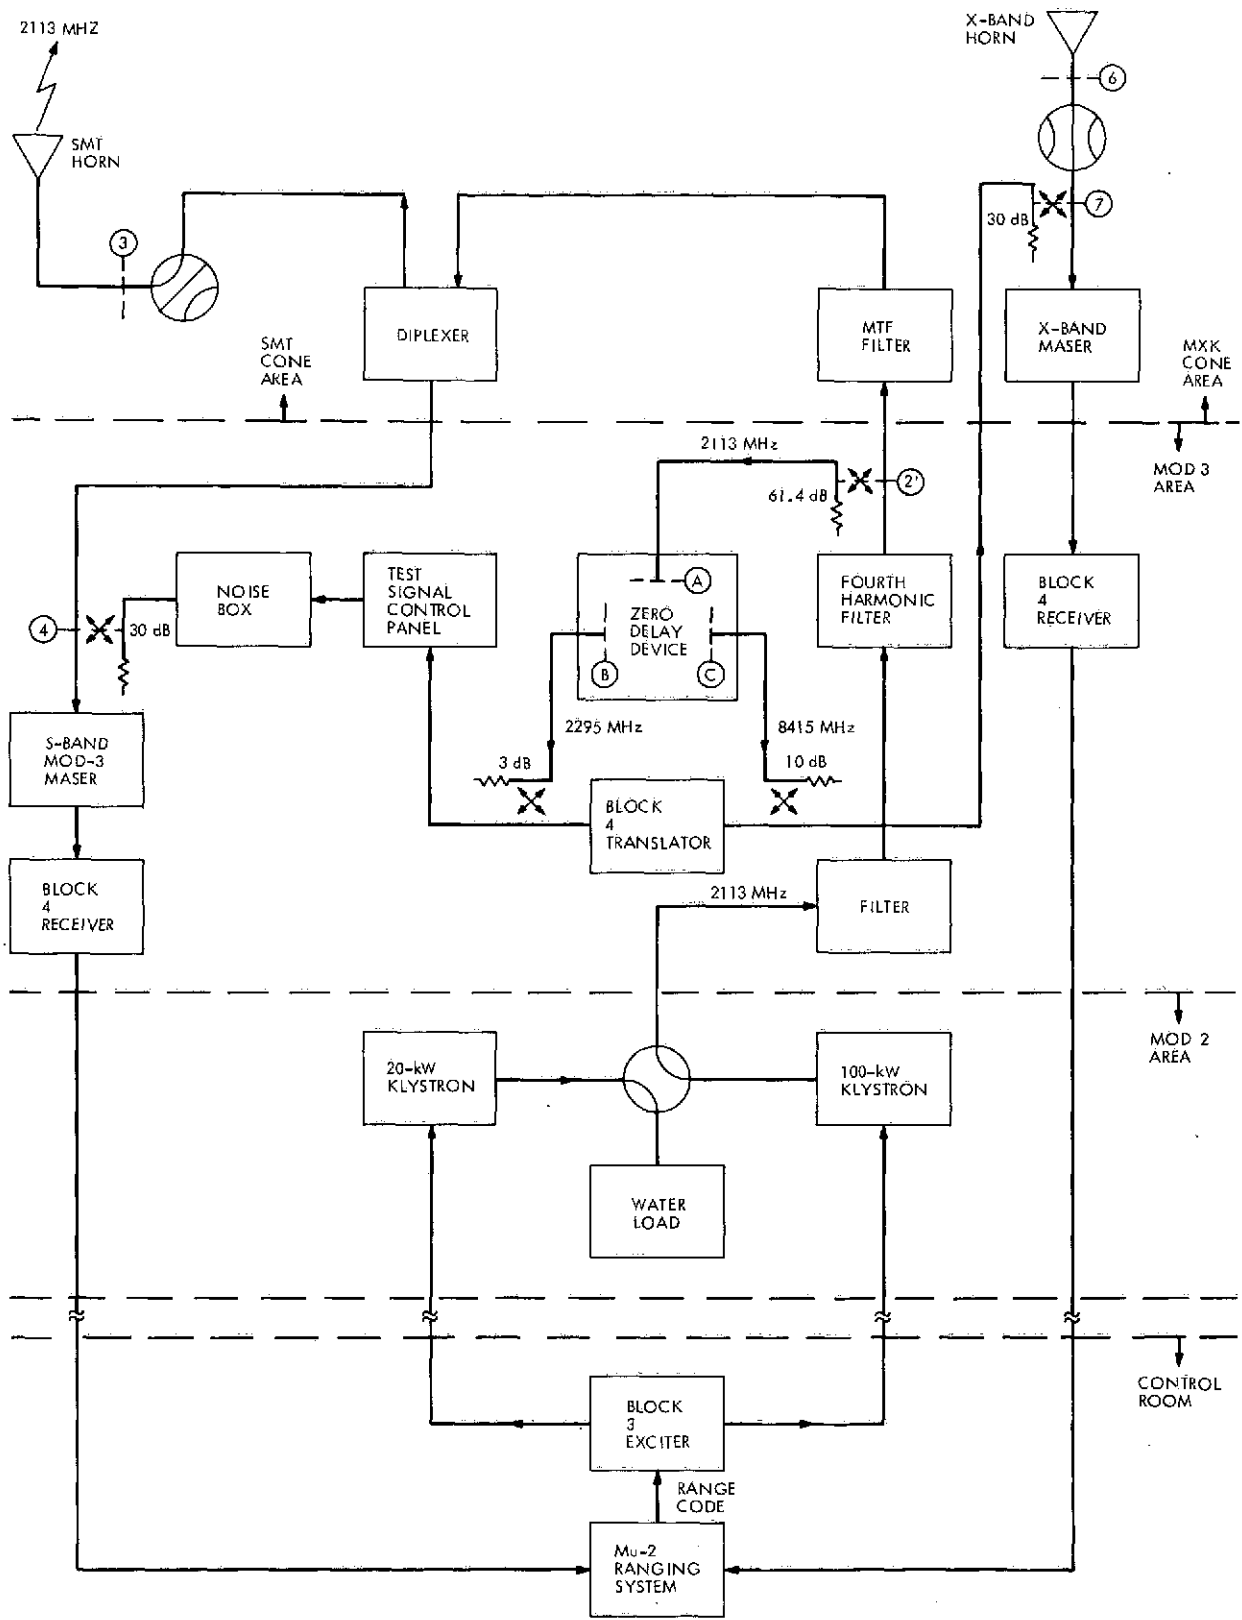 2113 MHZ
X-BAND
HORN
6
SMT
HORN
30 dB
7
3
DIPLEXER
MTF
FILTER
X-BAND
MASER
SMT
CONE
AREA
MXK
CONE
AREA
2113 MHz
MOD 3
AREA
61.4 dB
2'
NOISE
BOX
TEST
SIGNAL
CONTROL
PANEL
A
ZERO
DELAY
DEVICE
B
C
FOURTH
HARMONIC
FILTER
BLOCK
4
RECEIVER
4
30 dB
2295 MHz
8415 MHz
S-BAND
MOD-3
MASER
3 dB
10 dB
BLOCK
4
TRANSLATOR
BLOCK
4
RECEIVER
2113 MHz
FILTER
MOD 2
AREA
20-kW
KLYSTRON
100-kW
KLYSTRON
WATER
LOAD
CONTROL
ROOM
BLOCK
3
EXCITER
RANGE
CODE
Mu-2
RANGING
SYSTEM